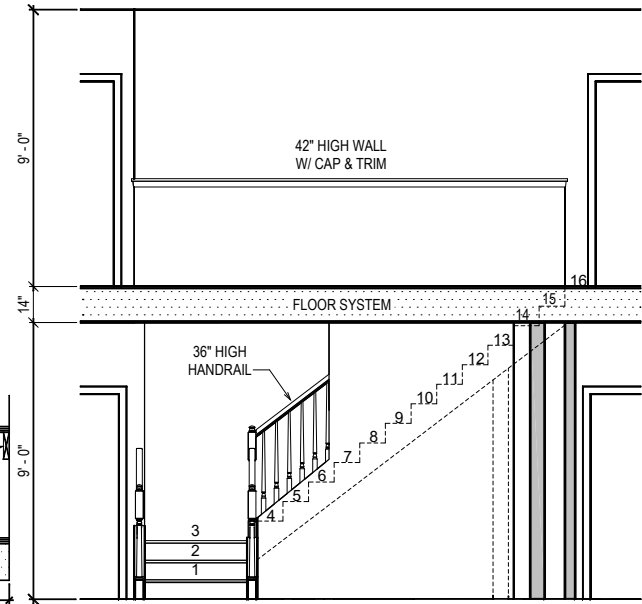 9' - 0"
42" HIGH WALL
W/ CAP & TRIM
14"
FLOOR SYSTEM
16
15
14
13
12
11
10
9
8
7
6
5
4
36" HIGH
HANDRAIL
9' - 0"
3
2
1